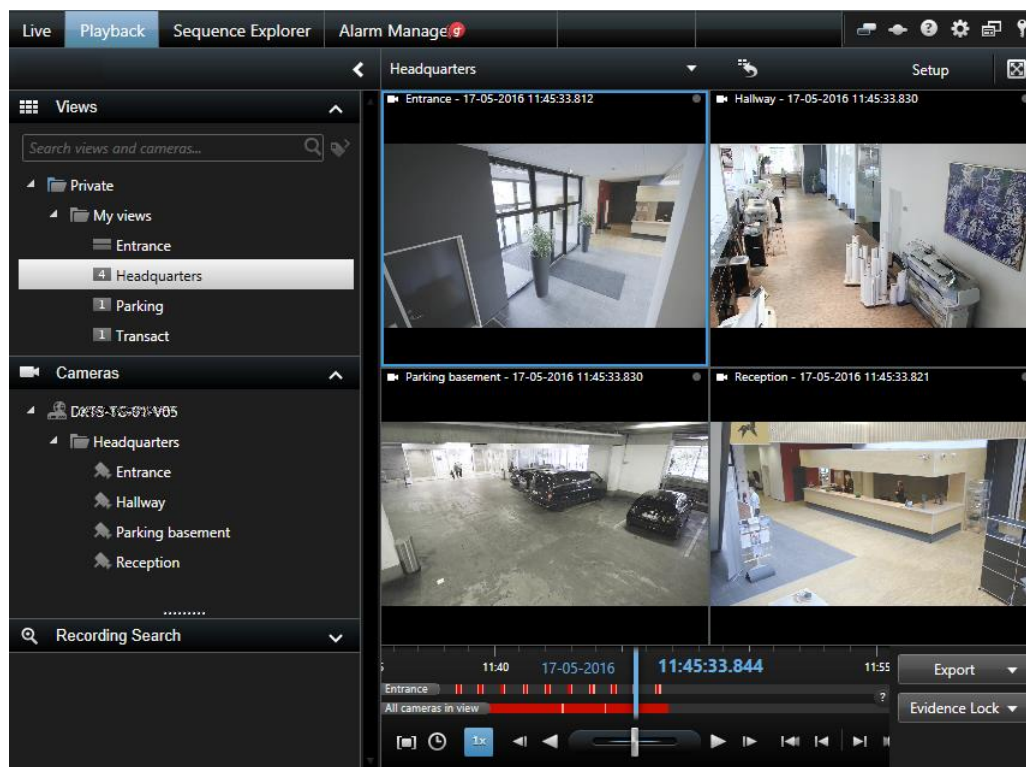 Live Playback Sequence Explorer Alarm Manager
Headquarters Setup
Views
Search views and cameras...
Private
My views
Entrance
4 Headquarters
1 Parking
1 Transact
Cameras
Headquarters
Entrance
Hallway
Parking basement
Reception
Recording Search
Entrance - 17-05-2016 11:45:33.812
Hallway - 17-05-2016 11:45:33.830
Parking basement - 17-05-2016 11:45:33.830
Reception - 17-05-2016 11:45:33.821
11:40 17-05-2016 11:45:33.844 11:55
Entrance
All cameras in view
?
1x
Export
Evidence Lock